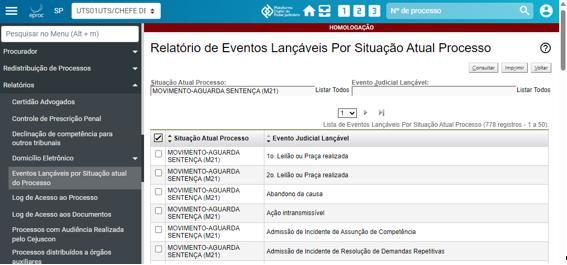 eproc
SP
UTS01UTS/CHEFE DI
Plataforma
Digital do
Poder Judiciário
1
2
3
Nº de processo
HOMOLOGAÇÃO
Pesquisar no Menu (Alt + m)
Procurador
Redistribuição de Processos
Relatórios
Certidão Advogados
Controle de Prescrição Penal
Declinação de competência para
outros tribunais
Domicílio Eletrônico
Eventos Lançáveis por Situação atual
do Processo
Log de Acesso ao Processo
Log de Acesso aos Documentos
Processos com Audiência Realizada
pelo Cejuscon
Processos distribuídos a órgãos
auxiliares
Relatório de Eventos Lançáveis Por Situação Atual Processo
Consultar
Imprimir
Voltar
Situação Atual Processo:
MOVIMENTO-AGUARDA SENTENÇA (M21)
Listar Todos
Evento Judicial Lançável:
Listar Todos
1
Lista de Eventos Lançáveis Por Situação Atual Processo (778 registros - 1 a 50):
Situação Atual Processo
Evento Judicial Lançável
MOVIMENTO-AGUARDA
SENTENÇA (M21)
1o. Leilão ou Praça realizada
MOVIMENTO-AGUARDA
SENTENÇA (M21)
2o. Leilão ou Praça realizada
MOVIMENTO-AGUARDA
SENTENÇA (M21)
Abandono da causa
MOVIMENTO-AGUARDA
SENTENÇA (M21)
Ação intransmissível
MOVIMENTO-AGUARDA
SENTENÇA (M21)
Admissão de Incidente de Assunção de Competência
MOVIMENTO-AGUARDA
SENTENÇA (M21)
Admissão de Incidente de Resolução de Demandas Repetitivas